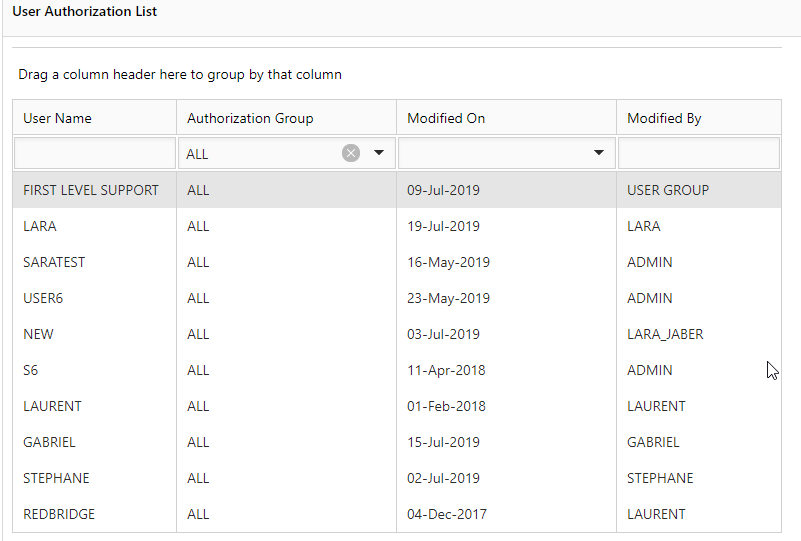 User Authorization List
Drag a column header here to group by that column
User Name Authorization Group Modified On Modified By
ALL
FIRST LEVEL SUPPORT ALL 09-Jul-2019 USER GROUP
LARA ALL 19-Jul-2019 LARA
SARATEST ALL 16-May-2019 ADMIN
USER6 ALL 23-May-2019 ADMIN
NEW ALL 03-Jul-2019 LARA_JABER
S6 ALL 11-Apr-2018 ADMIN
LAURENT ALL 01-Feb-2018 LAURENT
GABRIEL ALL 15-Jul-2019 GABRIEL
STEPHANE ALL 02-Jul-2019 STEPHANE
REDBRIDGE ALL 04-Dec-2017 LAURENT